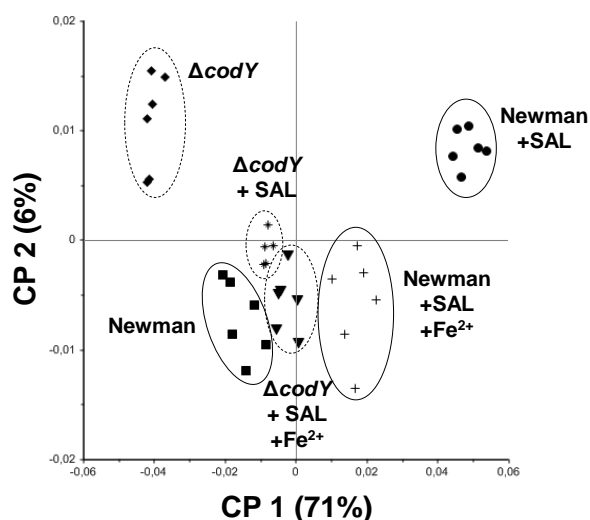 0,02
ΔcodY
Newman
+SAL
0,01
ΔcodY
+ SAL
CP 2 (6%)
0
Newman
+SAL
+Fe²⁺
Newman
-0,01
ΔcodY
+ SAL
+Fe²⁺
-0,02
-0,06 -0,04 -0,02 0 0,02 0,04 0,06
CP 1 (71%)